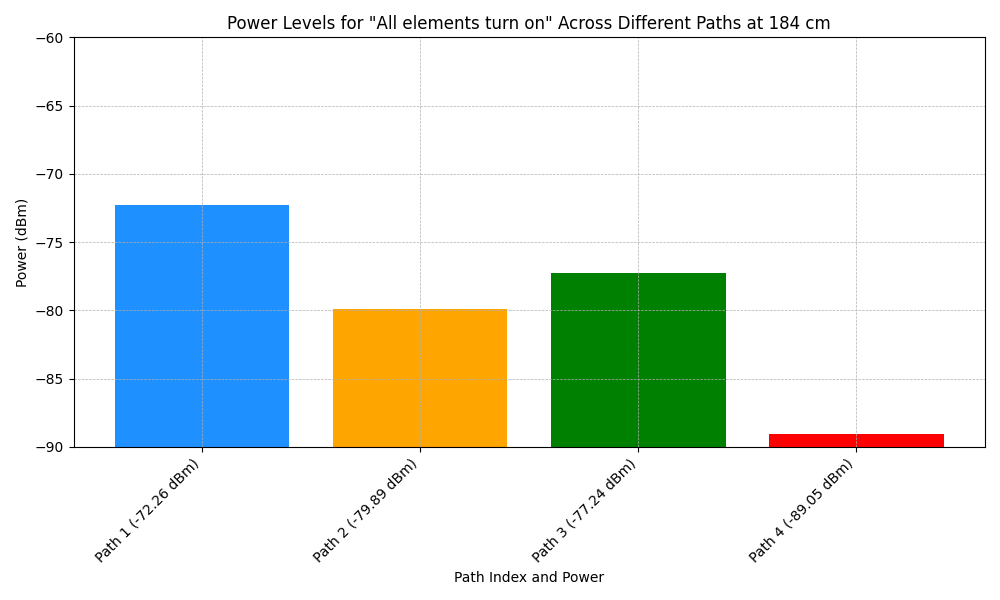 Power Levels for "All elements turn on" Across Different Paths at 184 cm
Power (dBm)
−60
−65
−70
−75
−80
−85
−90
Path 1 (-72.26 dBm)
Path 2 (-79.89 dBm)
Path 3 (-77.24 dBm)
Path 4 (-89.05 dBm)
Path Index and Power